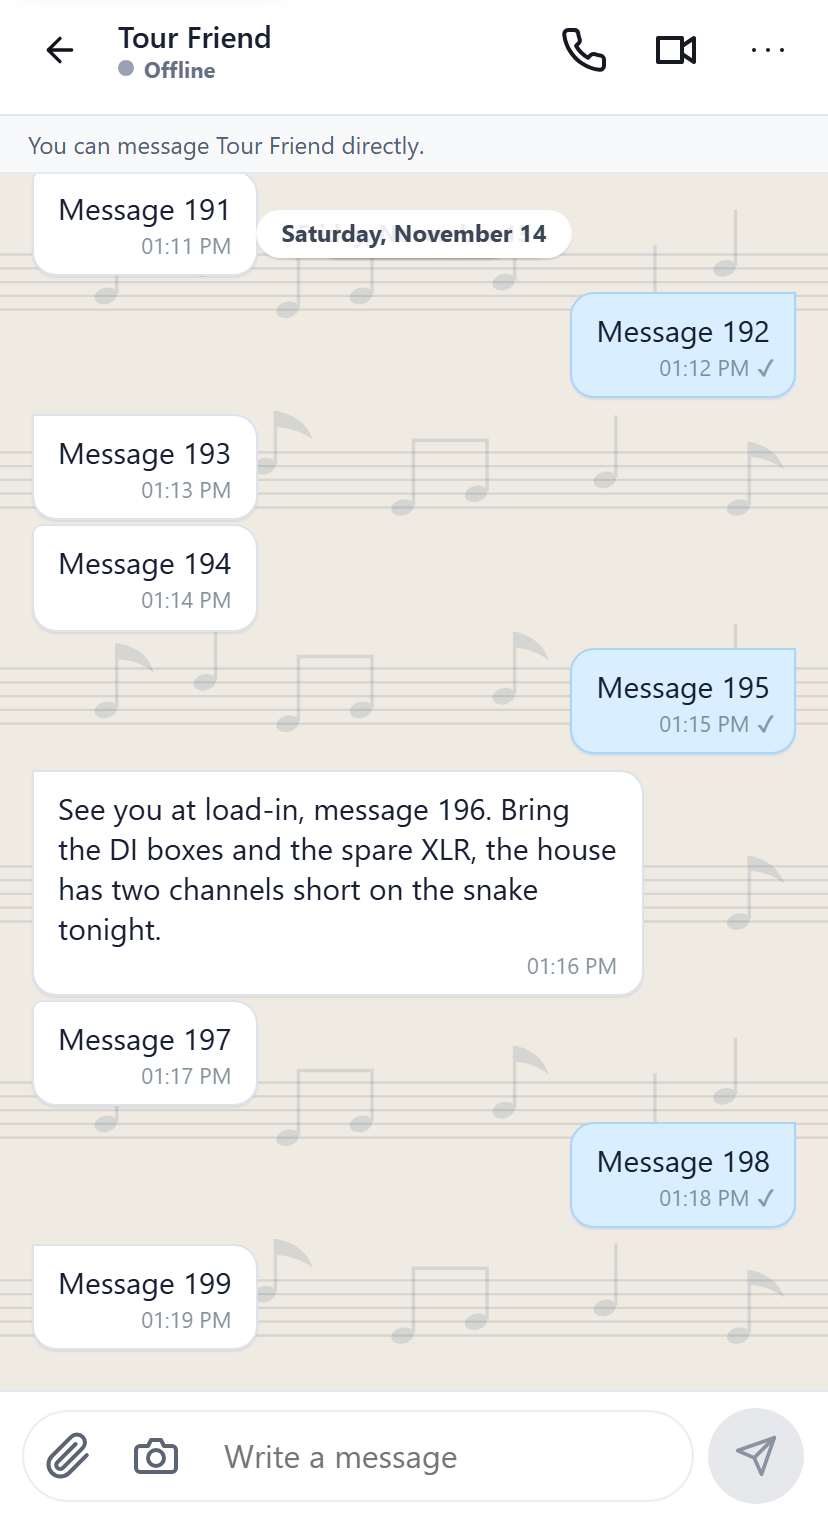 Tour Friend
Offline
You can message Tour Friend directly.
Message 191
01:11 PM
Saturday, November 14
Message 192
01:12 PM ✓
Message 193
01:13 PM
Message 194
01:14 PM
Message 195
01:15 PM ✓
See you at load-in, message 196. Bring
the DI boxes and the spare XLR, the house
has two channels short on the snake
tonight.
01:16 PM
Message 197
01:17 PM
Message 198
01:18 PM ✓
Message 199
01:19 PM
Write a message